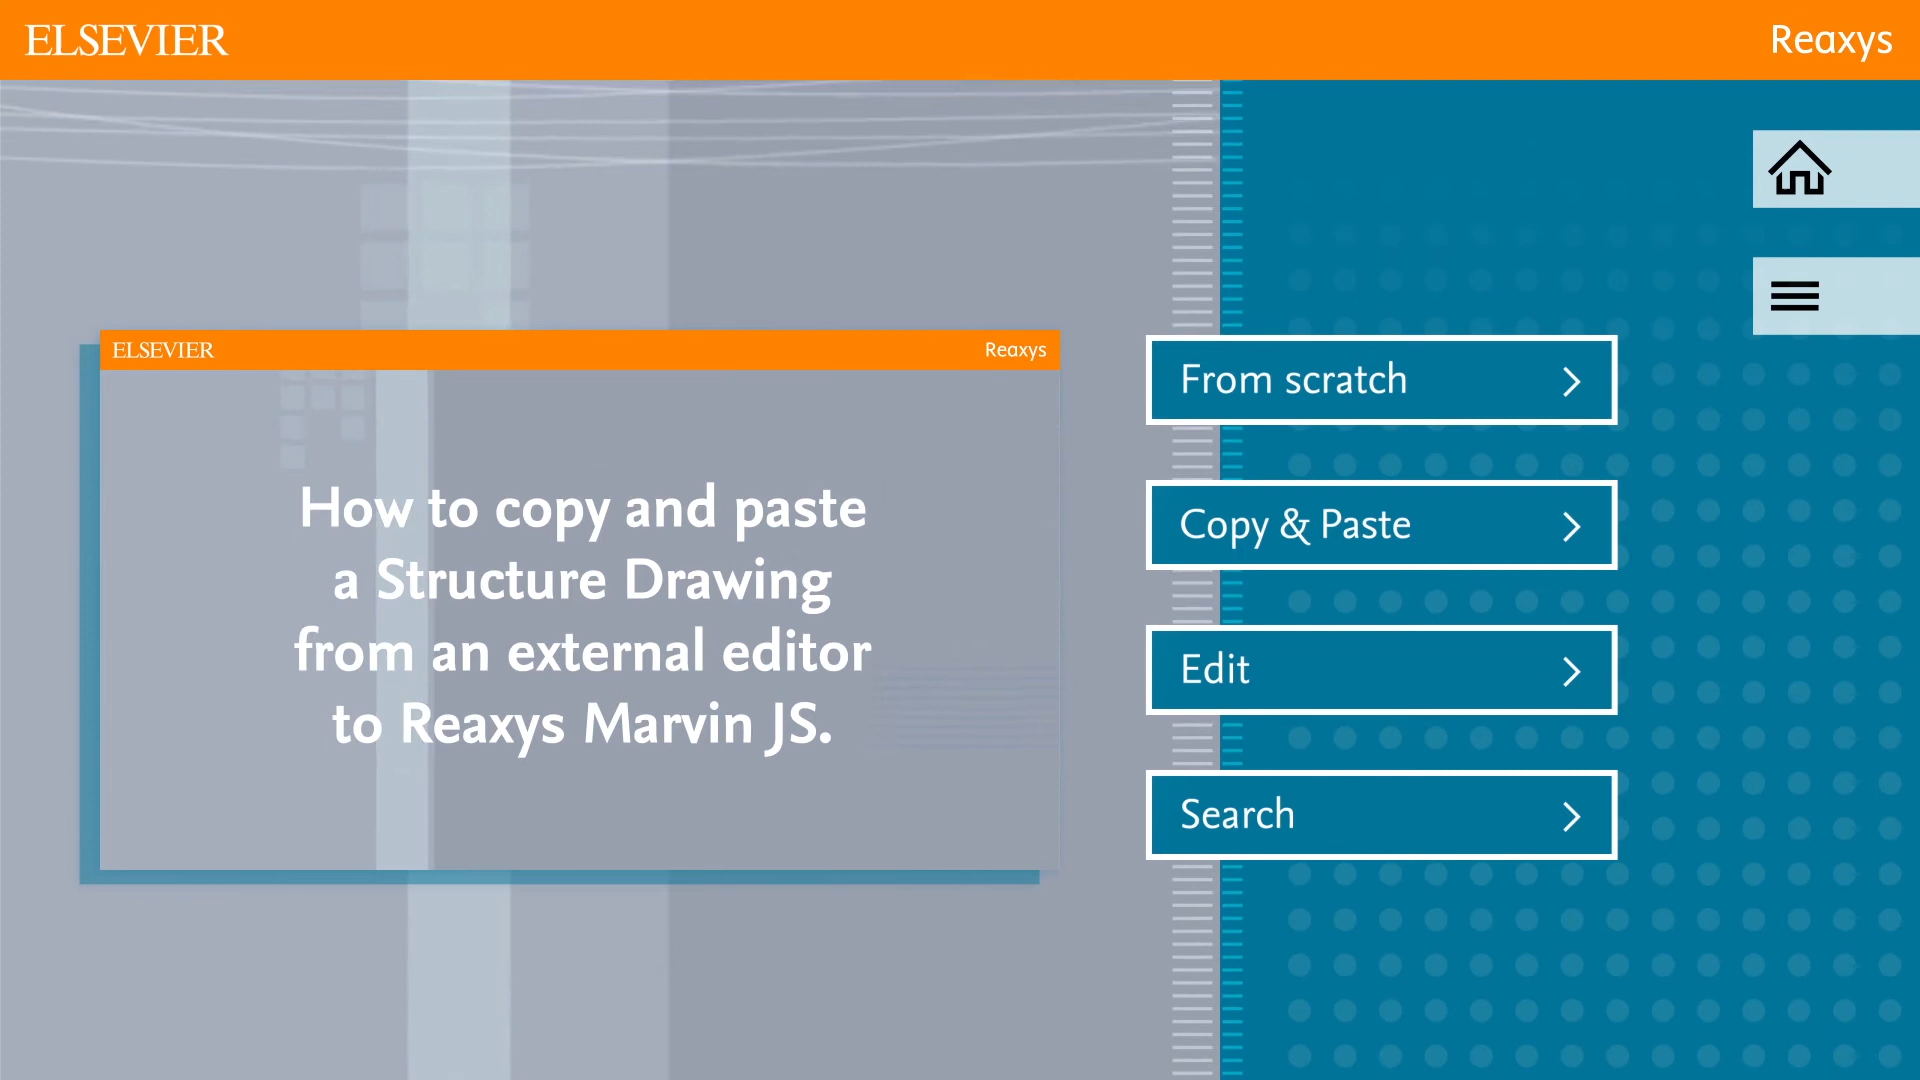 ELSEVIER
Reaxys
ELSEVIER
Reaxys
How to copy and paste
a Structure Drawing
from an external editor
to Reaxys Marvin JS.
From scratch
Copy & Paste
Edit
Search